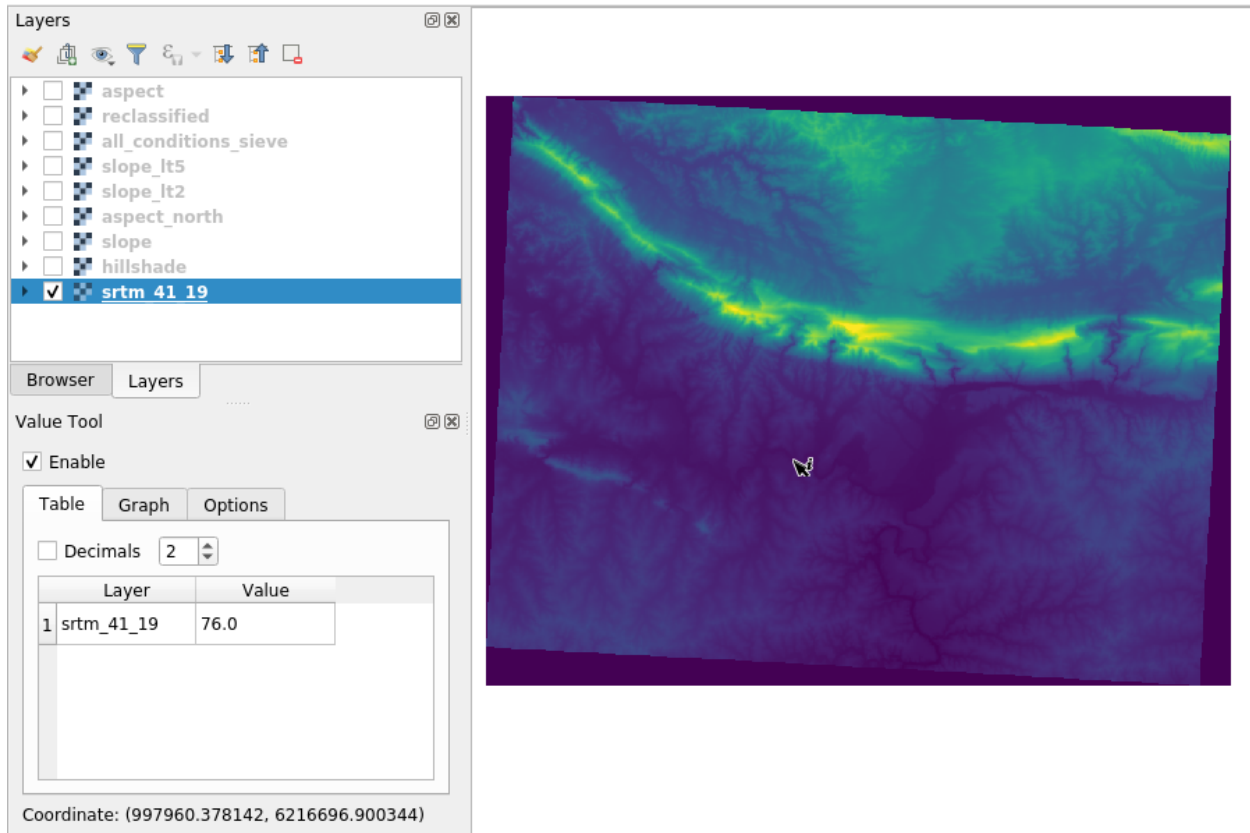 Layers
aspect
reclassified
all_conditions_sieve
slope_lt5
slope_lt2
aspect_north
slope
hillshade
srtm_41_19
Browser Layers
Value Tool
Enable
Table Graph Options
Decimals 2
Layer Value
1 srtm_41_19 76.0
Coordinate: (997960.378142, 6216696.900344)